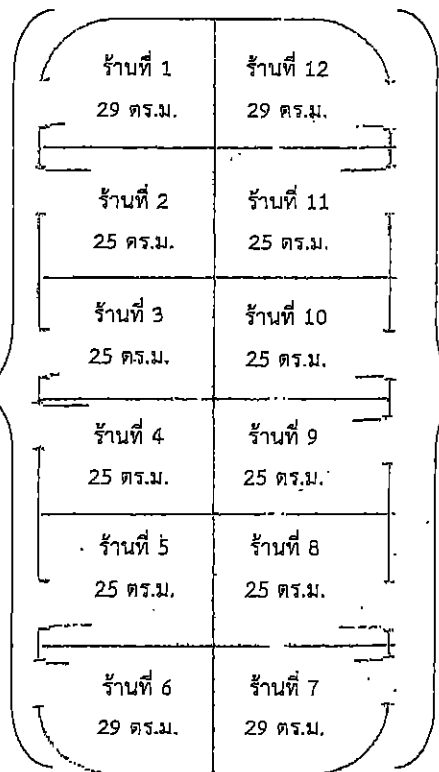 ร้านที่ 1 ร้านที่ 12
29 ตร.ม. 29 ตร.ม.
ร้านที่ 2 ร้านที่ 11
25 ตร.ม. 25 ตร.ม.
ร้านที่ 3 ร้านที่ 10
25 ตร.ม. 25 ตร.ม.
ร้านที่ 4 ร้านที่ 9
25 ตร.ม. 25 ตร.ม.
ร้านที่ 5 ร้านที่ 8
25 ตร.ม. 25 ตร.ม.
ร้านที่ 6 ร้านที่ 7
29 ตร.ม. 29 ตร.ม.